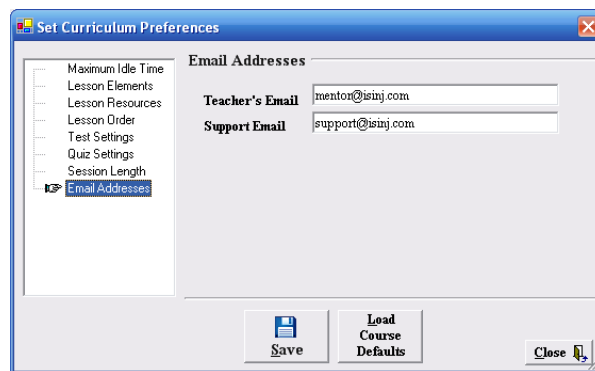 Set Curriculum Preferences
Maximum Idle Time
Lesson Elements
Lesson Resources
Lesson Order
Test Settings
Quiz Settings
Session Length
Email Addresses
Email Addresses
Teacher's Email mentor@isinj.com
Support Email support@isinj.com
Save
Load
Course
Defaults
Close